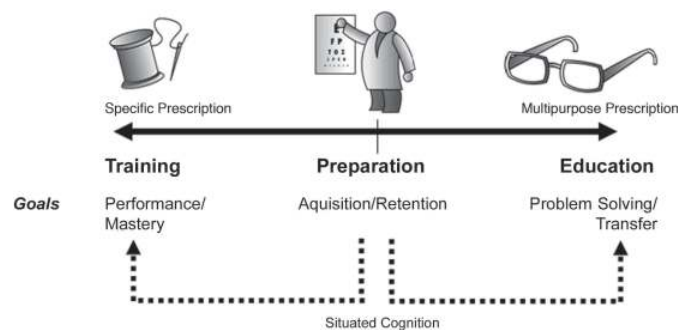 E
F P
T O Z
L P E D
Specific Prescription
Multipurpose Prescription
Training
Preparation
Education
Goals
Performance/
Mastery
Aquisition/Retention
Problem Solving/
Transfer
Situated Cognition